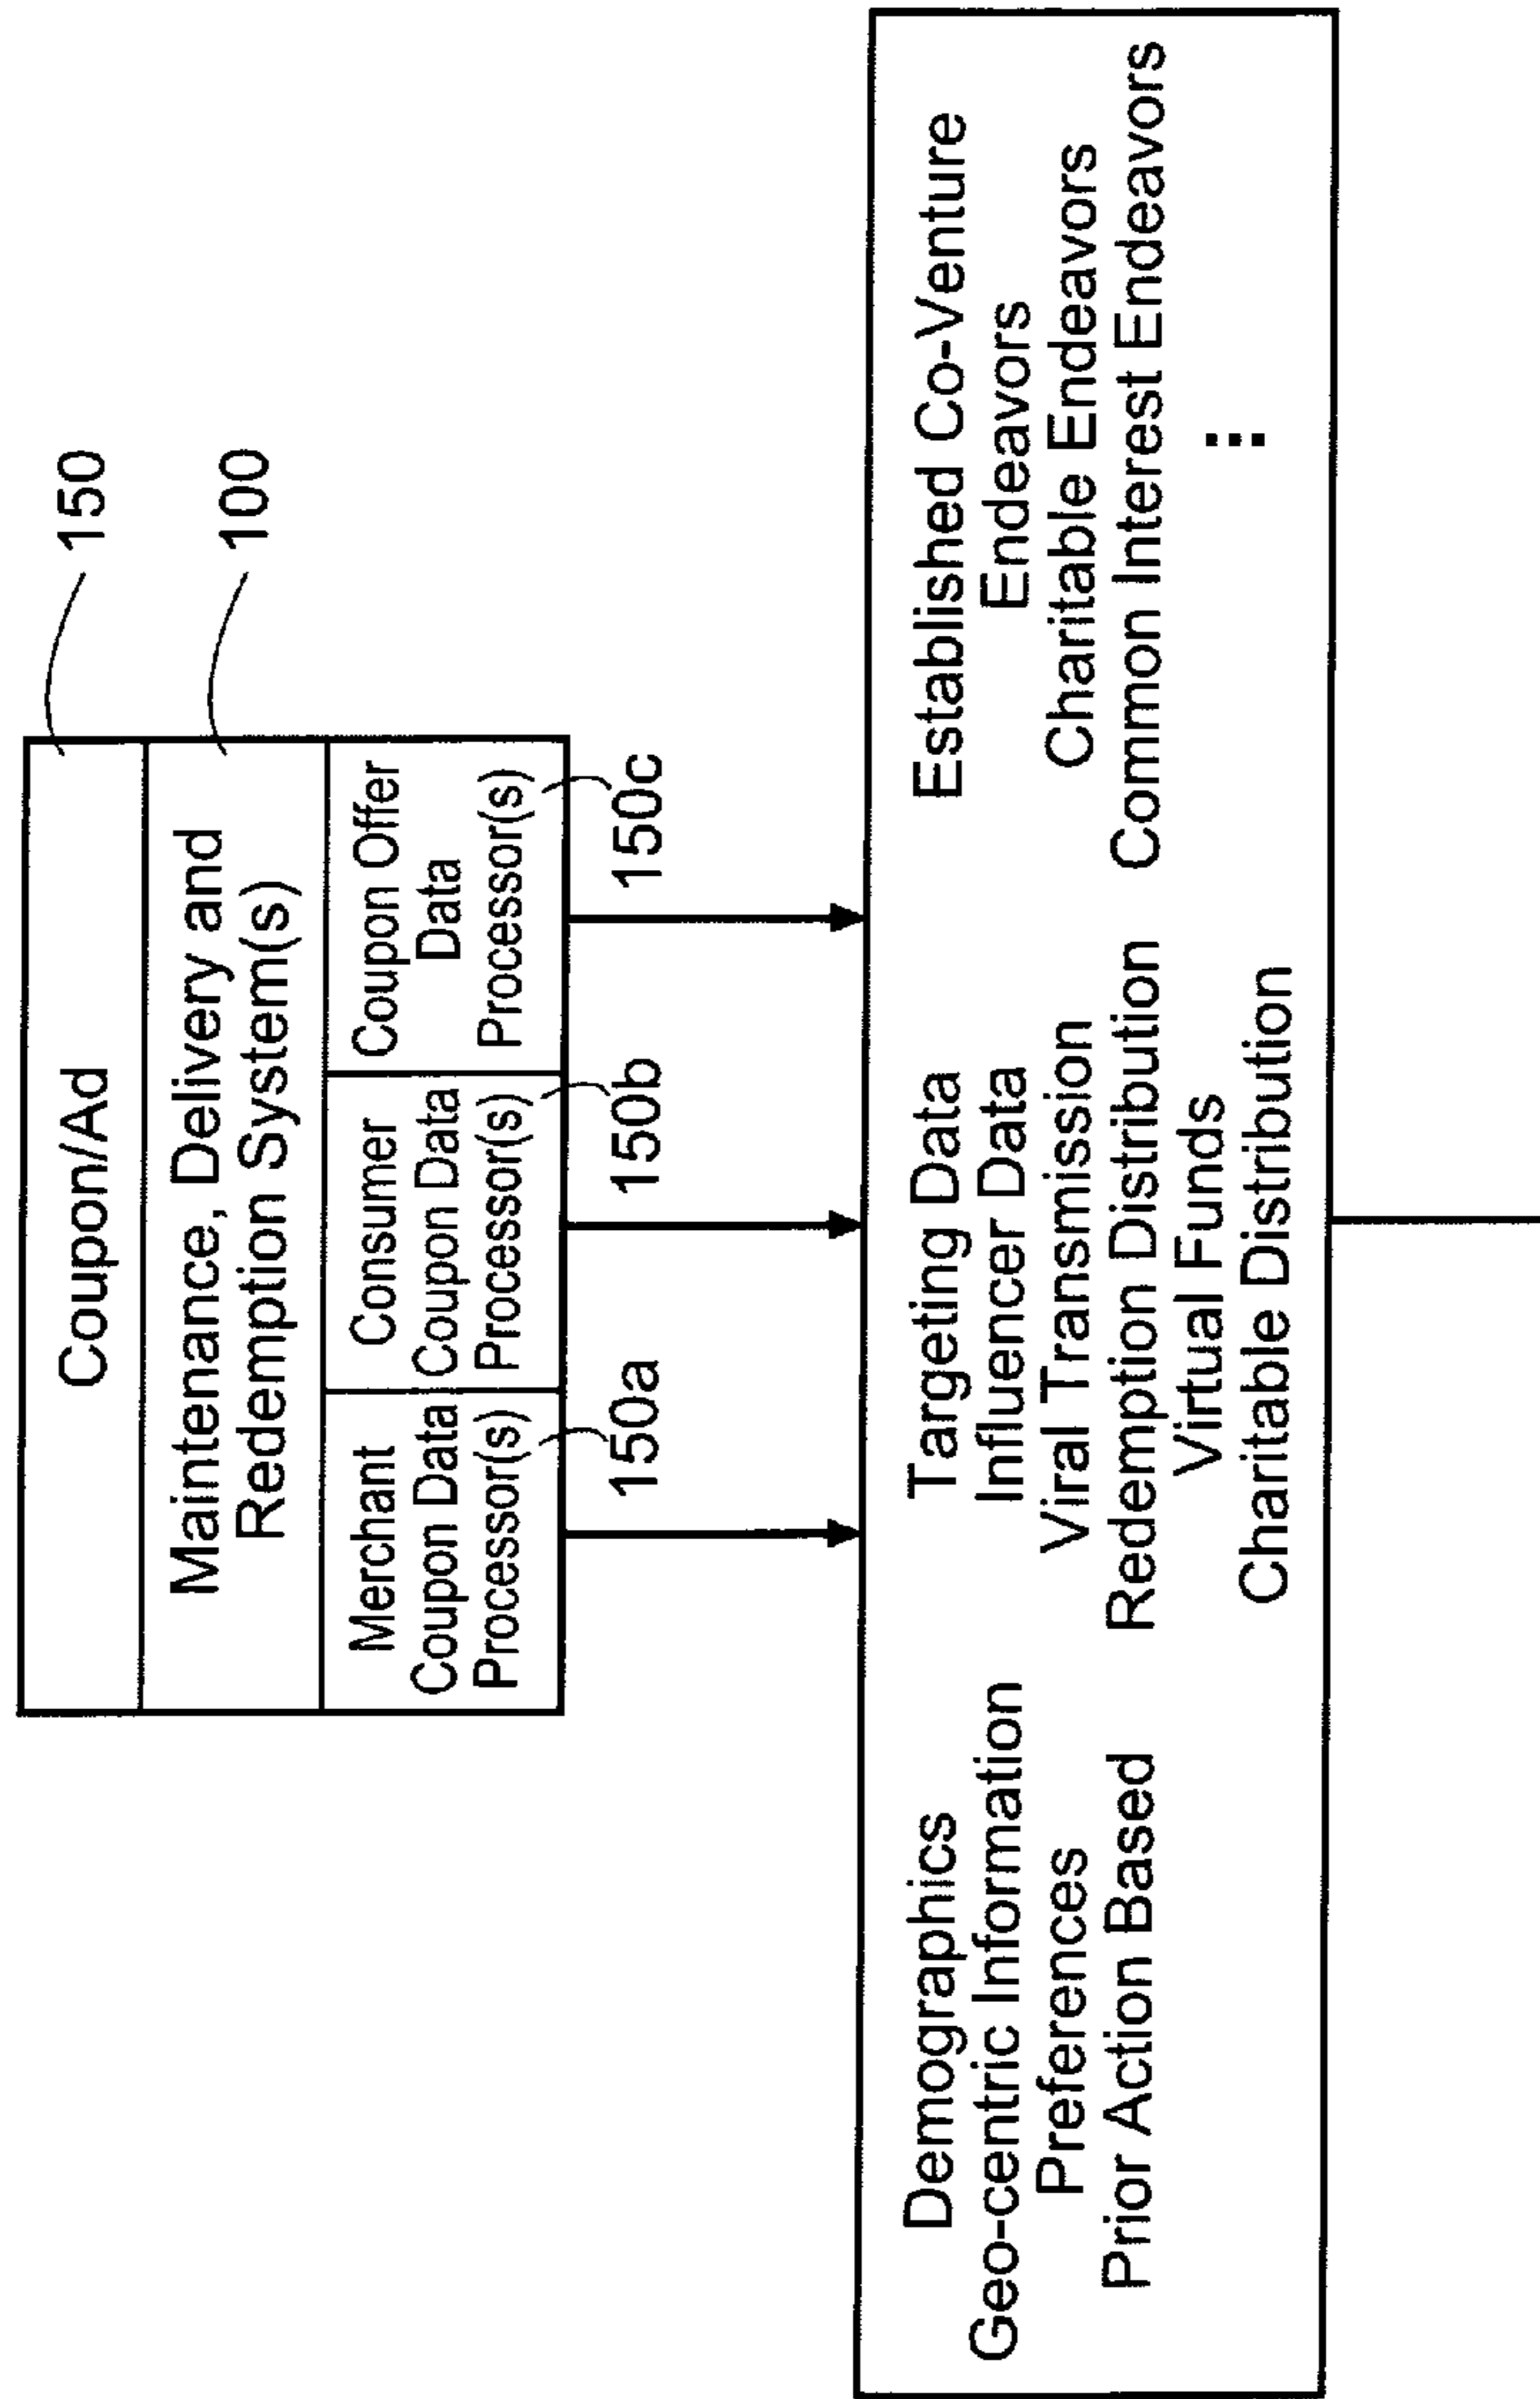 Coupon/Ad
150
Maintenance, Delivery and
Redemption System(s)
100
Merchant
Coupon Data
Processor(s)
Consumer
Coupon Data
Processor(s)
Coupon Offer
Data
Processor(s)
150a
150b
150c
Demographics
Geo-centric Information
Preferences
Prior Action Based
Targeting Data
Influencer Data
Viral Transmission
Redemption Distribution
Virtual Funds
Charitable Distribution
Established Co-Venture
Endeavors
Charitable Endeavors
Common Interest Endeavors
⋮